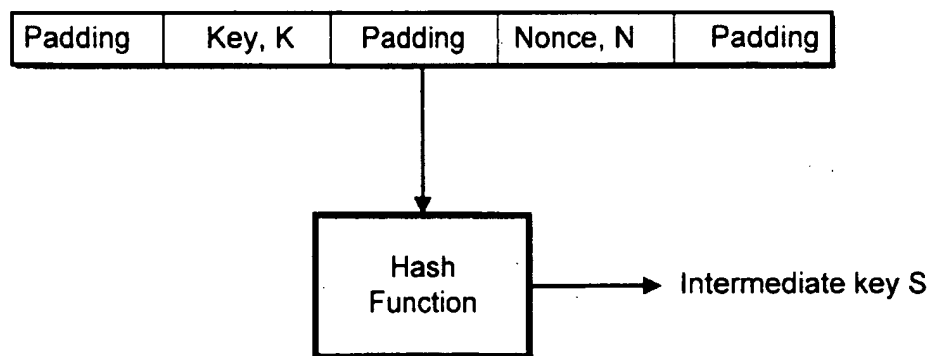 Padding Key, K Padding Nonce, N Padding
Hash
Function
Intermediate key S